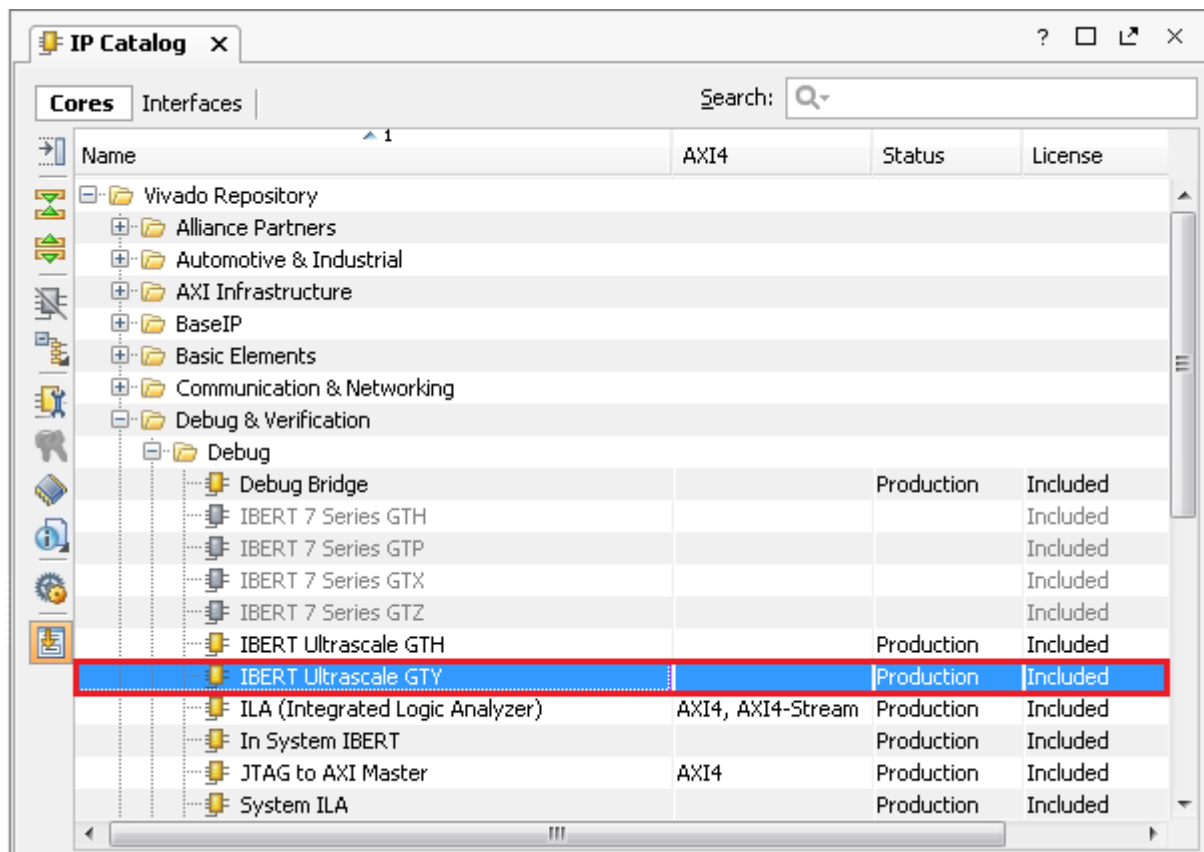 IP Catalog
?
Cores Interfaces Search:
1
Name AXI4 Status License
Vivado Repository
Alliance Partners
Automotive & Industrial
AXI Infrastructure
BaseIP
Basic Elements
Communication & Networking
Debug & Verification
Debug
Debug Bridge Production Included
IBERT 7 Series GTH Included
IBERT 7 Series GTP Included
IBERT 7 Series GTX Included
IBERT 7 Series GTZ Included
IBERT Ultrascale GTH Production Included
IBERT Ultrascale GTY Production Included
ILA (Integrated Logic Analyzer) AXI4, AXI4-Stream Production Included
In System IBERT Production Included
JTAG to AXI Master AXI4 Production Included
System ILA Production Included